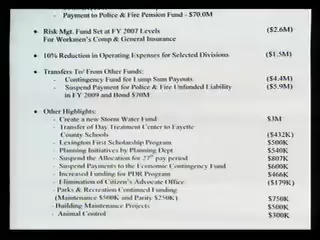 - Payment to Police & Fire Pension Fund - $70.0M
• Risk Mgt. Fund Set at FY 2007 Levels ($2.6M)
For Workmen's Comp & General Insurance
• 10% Reduction in Operating Expenses for Selected Divisions ($1.5M)
• Transfers To/ From Other Funds:
- Contingency Fund for Lump Sum Payouts ($4.4M)
- Suspend Payment for Police & Fire Unfunded Liability ($5.9M)
in FY 2009 and Bond $70M
• Other Highlights:
- Create a new Storm Water Fund $3M
- Transfer of Day Treatment Center to Fayette
County Schools ($432K)
- Lexington First Scholarship Program $500K
- Planning Initiatives by Planning Dept $540K
- Suspend the Allocation for 27th pay period $807K
- Suspend Payments to the Economic Contingency Fund $600K
- Increased Funding for PDR Program $466K
- Elimination of Citizen's Advocate Office ($179K)
- Parks & Recreation Continued Funding
(Maintenance $500K and Parity $250K) $750K
- Building Maintenance Projects $500K
- Animal Control $300K